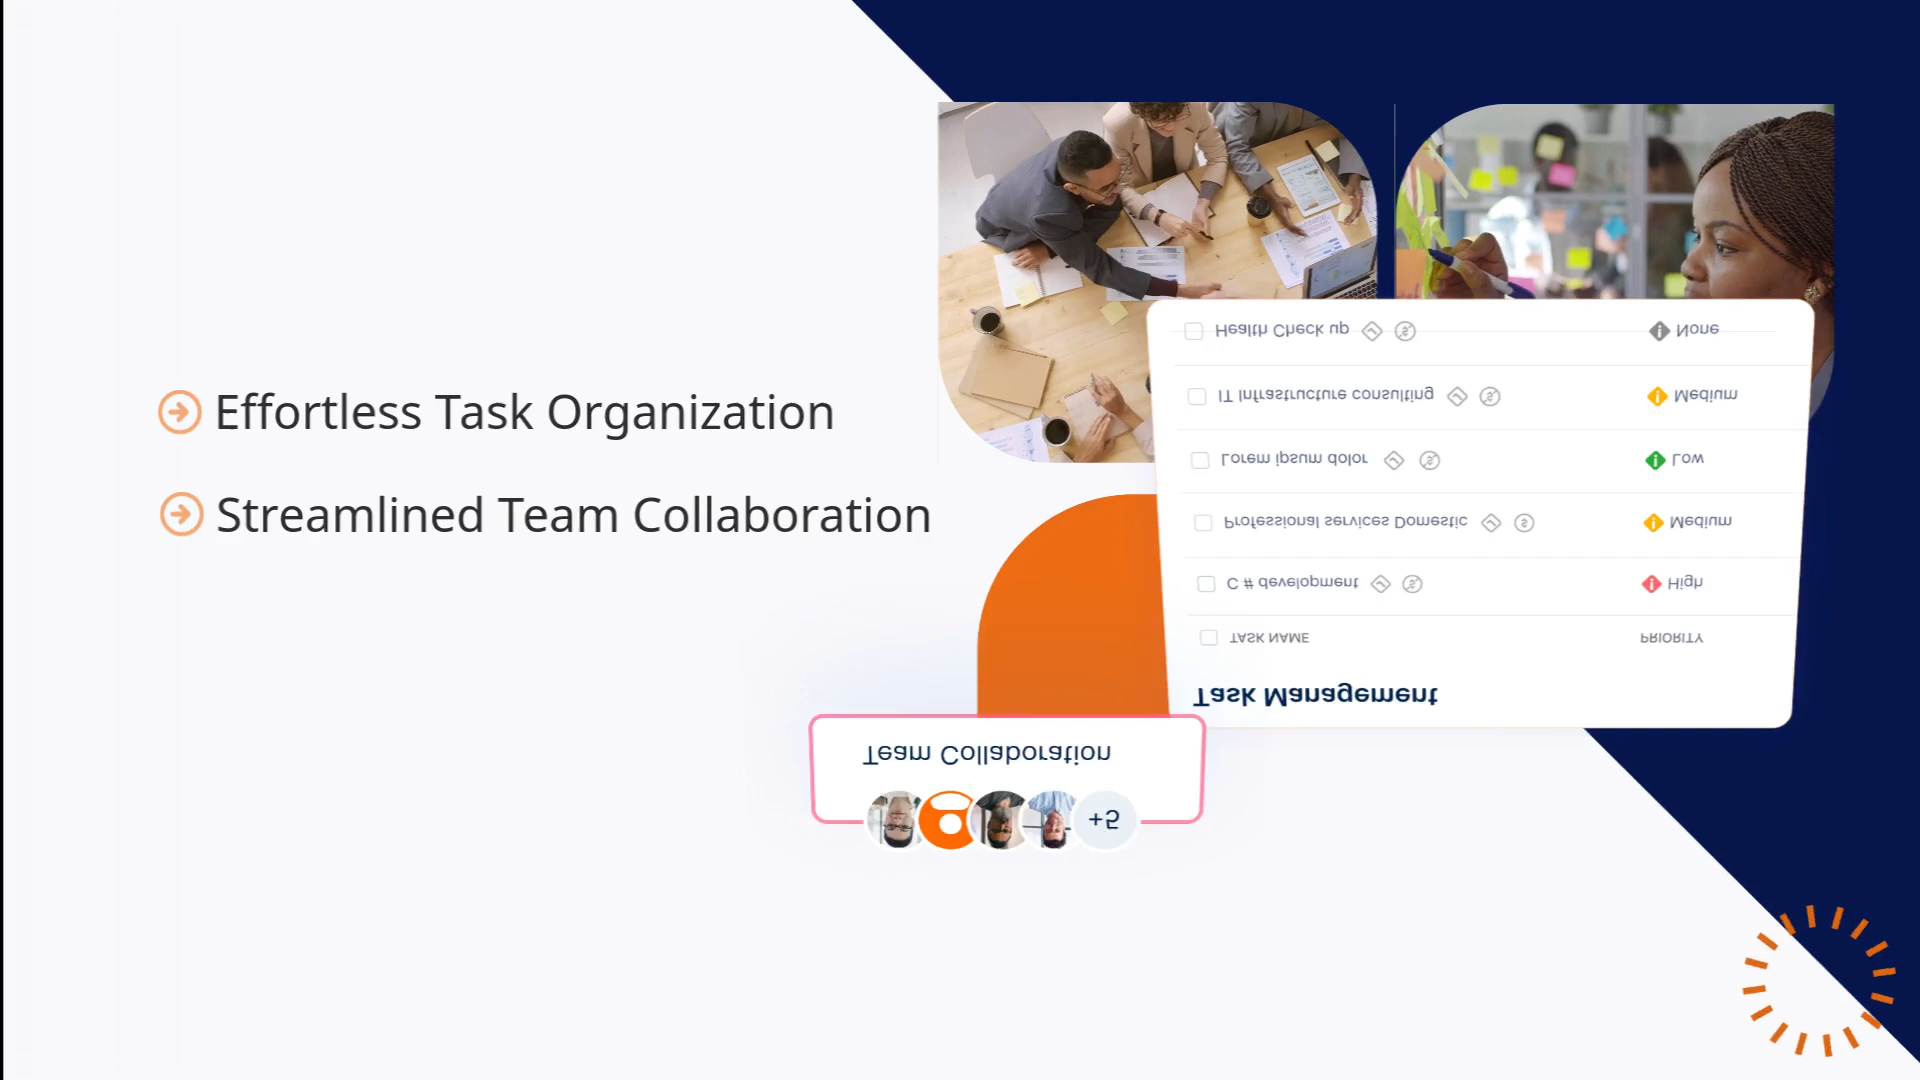 Effortless Task Organization
Streamlined Team Collaboration
Health Check up None
IT Infrastructure consulting Medium
Lorem ipsum dolor Low
Professional services Domestic Medium
C # development High
TASK NAME PRIORITY
Task Management
Team Collaboration
+5